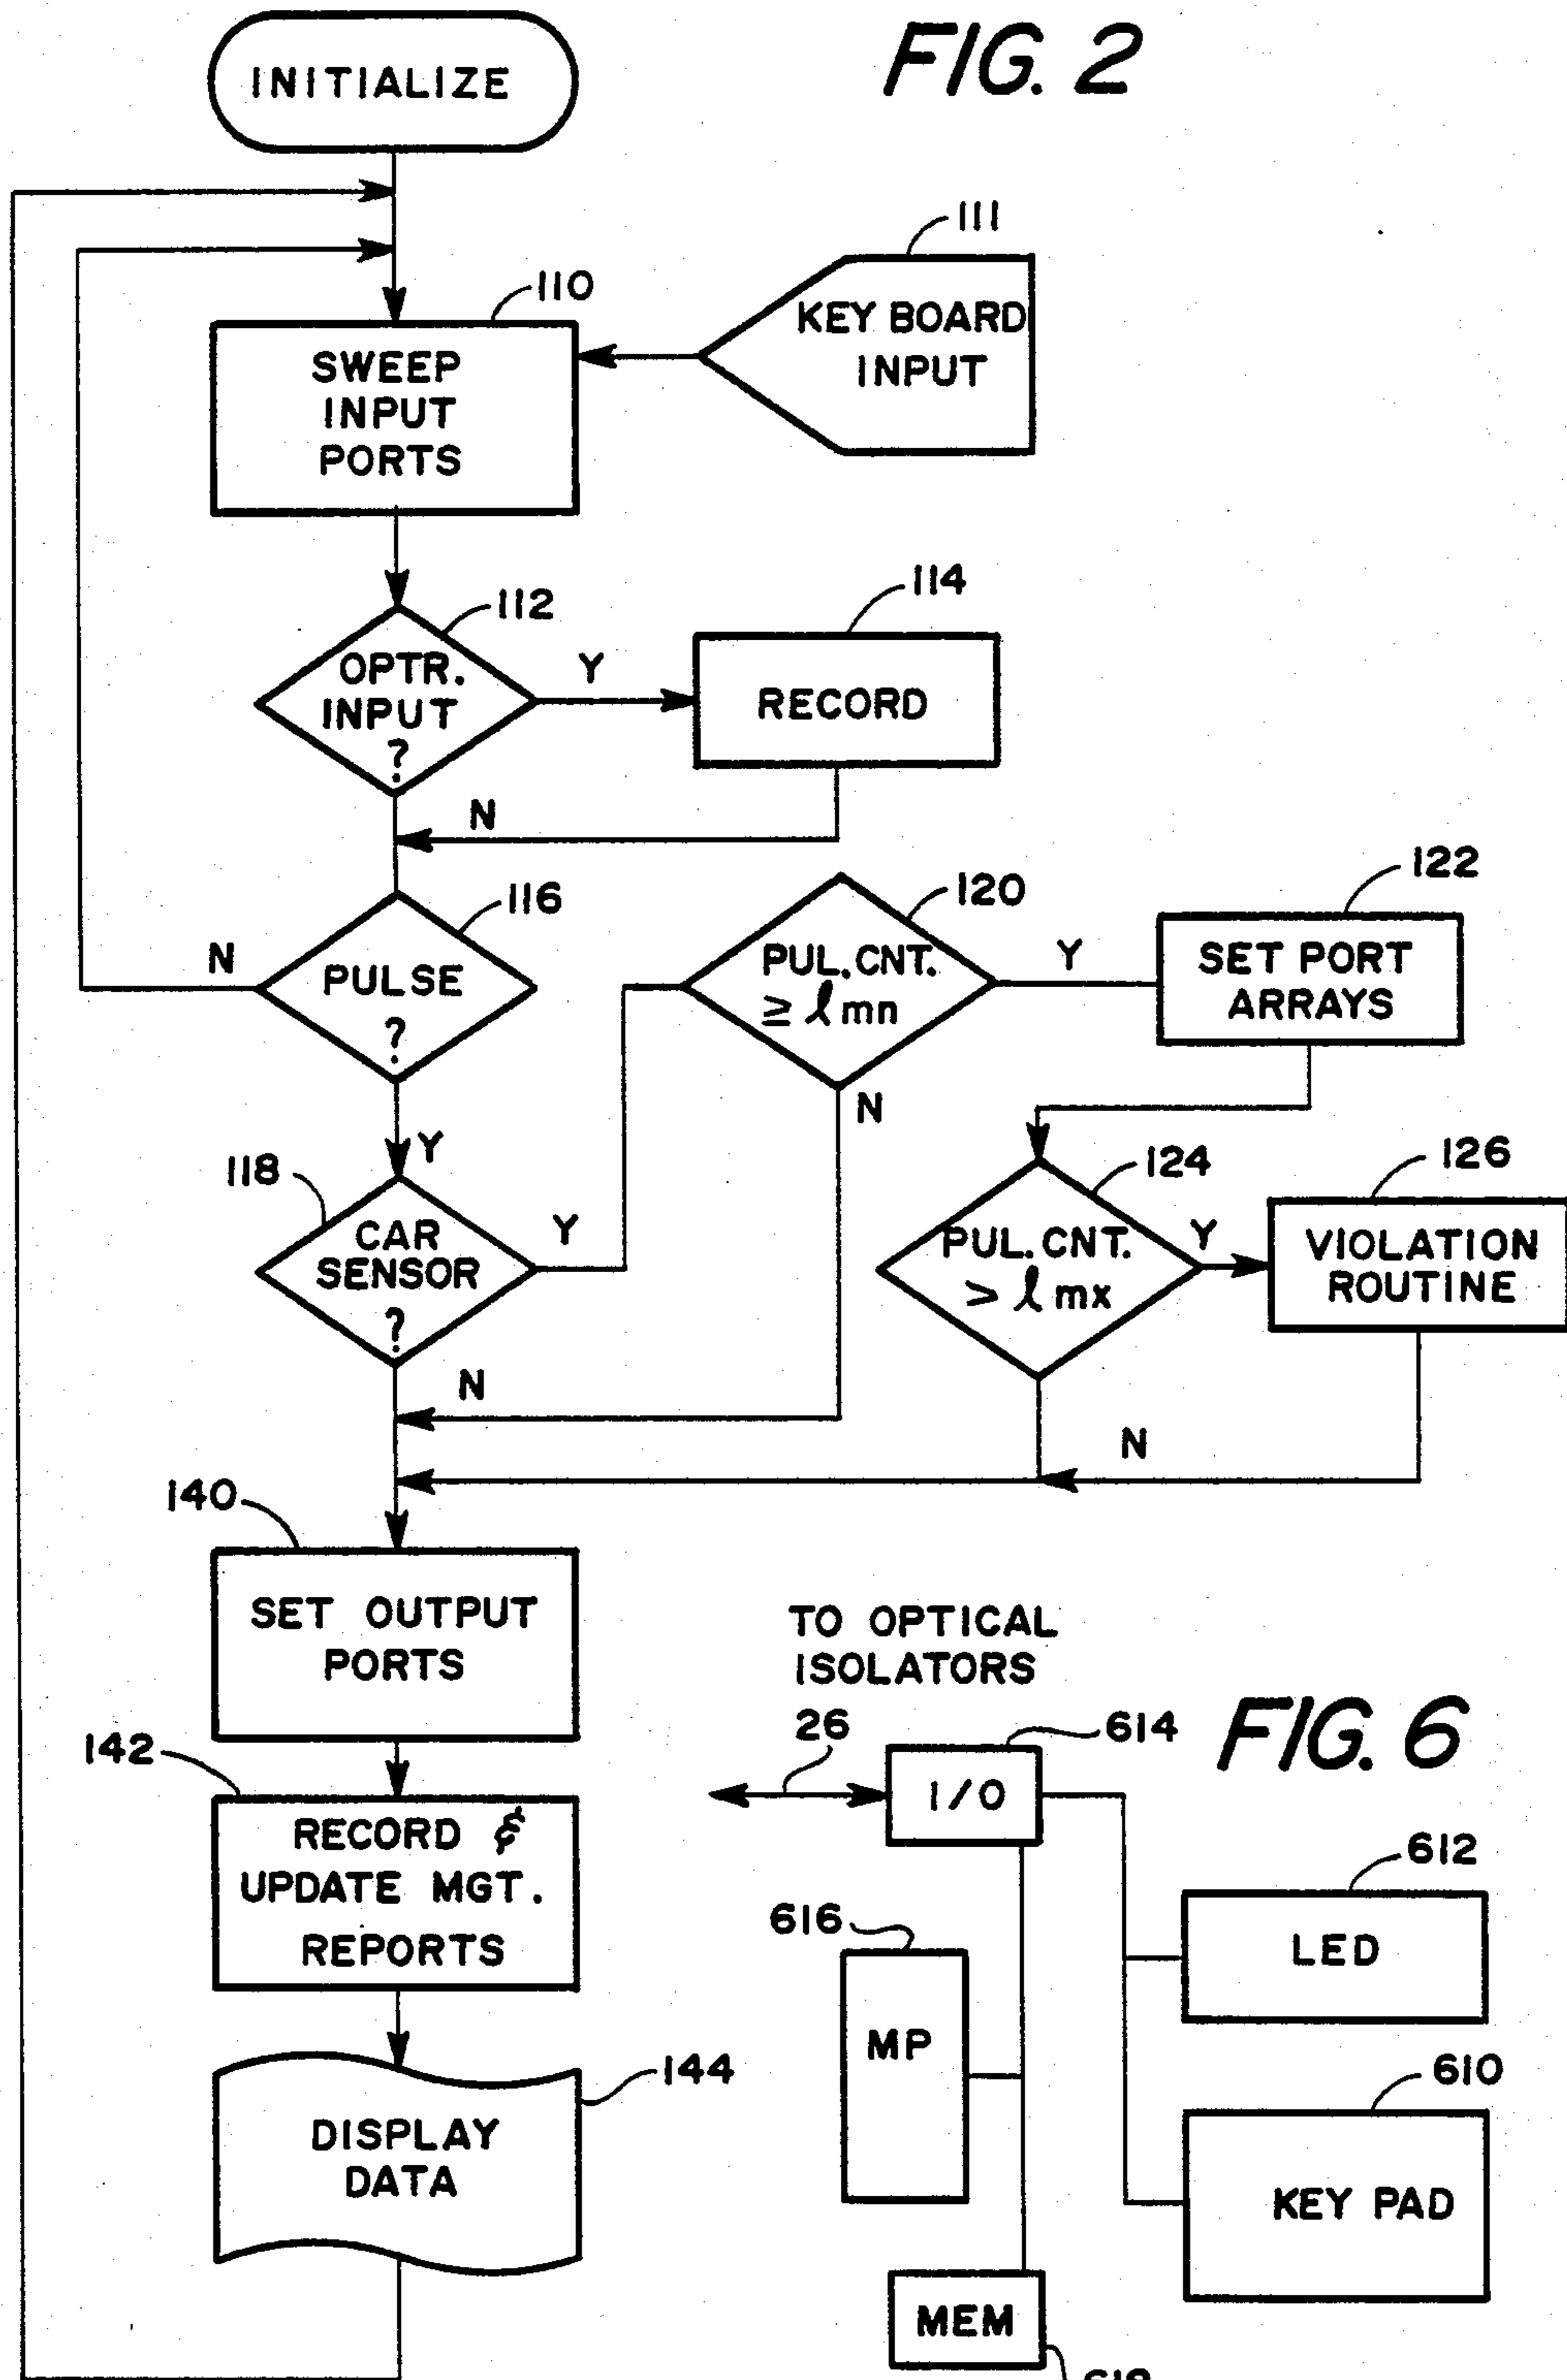 FIG. 2
INITIALIZE
111
KEY BOARD
INPUT
110
SWEEP
INPUT
PORTS
112
OPTR.
INPUT
?
Y
114
RECORD
N
116
PULSE
?
N
Y
120
PUL. CNT.
≥ lmn
Y
N
122
SET PORT
ARRAYS
118
CAR
SENSOR
?
Y
N
124
PUL. CNT.
> lmx
Y
N
126
VIOLATION
ROUTINE
140
SET OUTPUT
PORTS
142
RECORD &
UPDATE MGT.
REPORTS
144
DISPLAY
DATA
FIG. 6
TO OPTICAL
ISOLATORS
26
614
I/O
612
LED
616
MP
610
KEY PAD
MEM